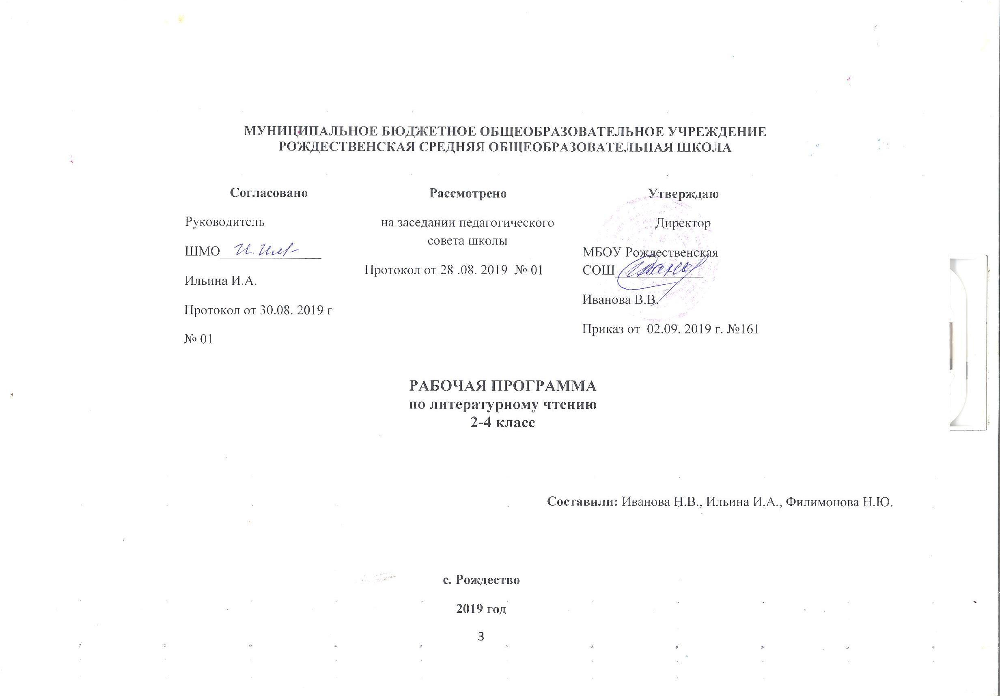 МУНИЦИПАЛЬНОЕ БЮДЖЕТНОЕ ОБЩЕОБРАЗОВАТЕЛЬНОЕ УЧРЕЖДЕНИЕ
РОЖДЕСТВЕНСКАЯ СРЕДНЯЯ ОБЩЕОБРАЗОВАТЕЛЬНАЯ ШКОЛА
Согласовано
Руководитель
ШМО
Ильина И.А.
Протокол от 30.08. 2019 г
№ 01
Рассмотрено
на заседании педагогического
совета школы
Протокол от 28 .08. 2019 № 01
Утверждаю
Директор
МБОУ Рождественская
СОШ
Иванова В.В.
Приказ от 02.09. 2019 г. №161
РАБОЧАЯ ПРОГРАММА
по литературному чтению
2-4 класс
Составили: Иванова Н.В., Ильина И.А., Филимонова Н.Ю.
с. Рождество
2019 год
3